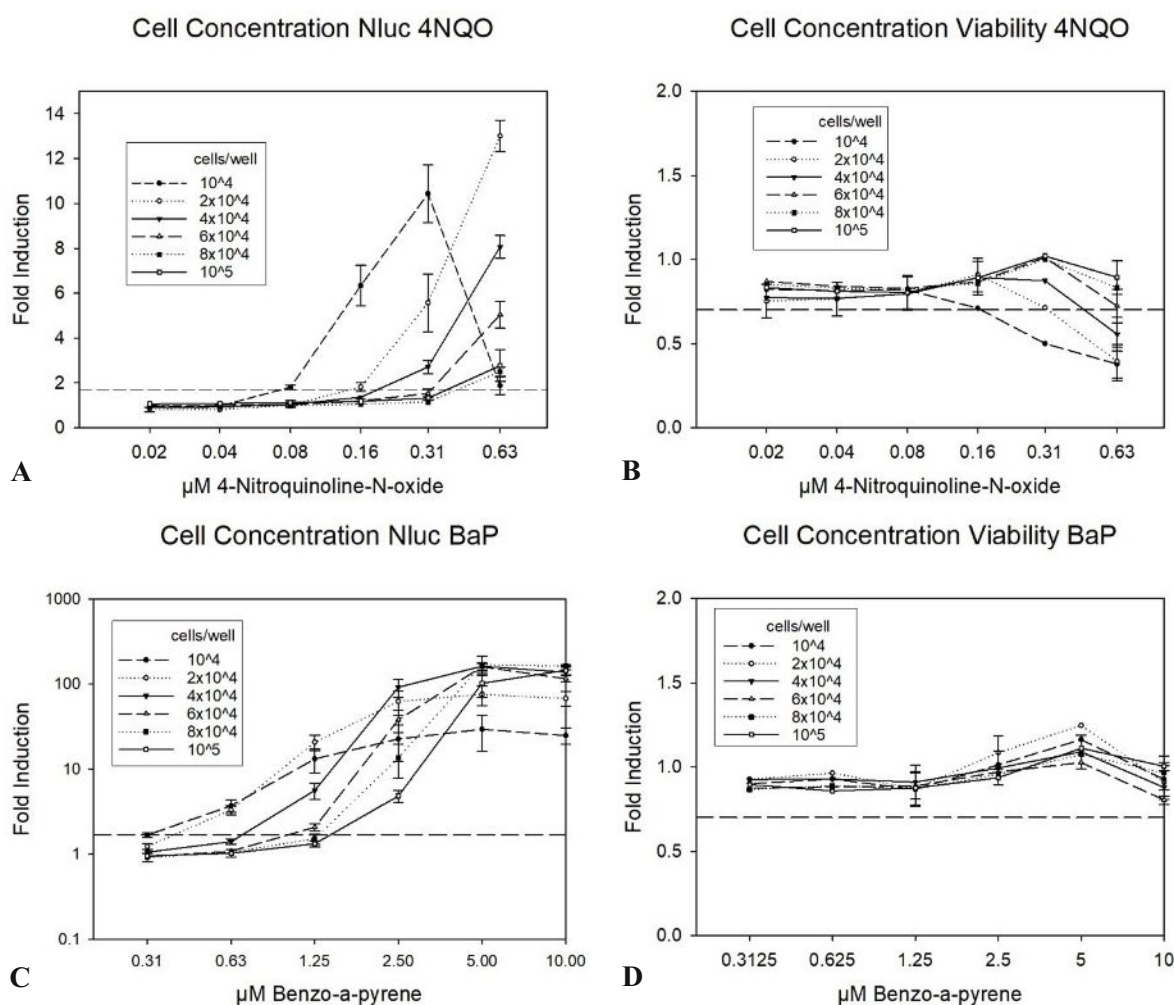 Cell Concentration Nluc 4NQO
Fold Induction
14
12
10
8
6
4
2
0
cells/well
10^4
2x10^4
4x10^4
6x10^4
8x10^4
10^5
0.02 0.04 0.08 0.16 0.31 0.63
µM 4-Nitroquinoline-N-oxide
A
Cell Concentration Viability 4NQO
Fold Induction
2.0
1.5
1.0
0.5
0.0
cells/well
10^4
2x10^4
4x10^4
6x10^4
8x10^4
10^5
0.02 0.04 0.08 0.16 0.31 0.63
µM 4-Nitroquinoline-N-oxide
B
Cell Concentration Nluc BaP
Fold Induction
1000
100
10
1
0.1
cells/well
10^4
2x10^4
4x10^4
6x10^4
8x10^4
10^5
0.31 0.63 1.25 2.50 5.00 10.00
µM Benzo-a-pyrene
C
Cell Concentration Viability BaP
Fold Induction
2.0
1.5
1.0
0.5
0.0
cells/well
10^4
2x10^4
4x10^4
6x10^4
8x10^4
10^5
0.3125 0.625 1.25 2.5 5 10
µM Benzo-a-pyrene
D